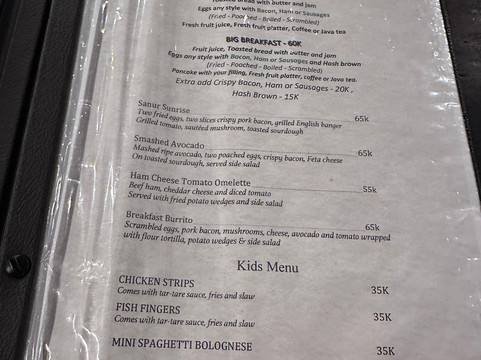 Toasted bread with butter and jam
Eggs any style with Bacon, Ham or Sausages
(Fried - Poached - Boiled - Scrambled)
Fresh fruit juice, Fresh fruit platter, Coffee or Java tea
BIG BREAKFAST - 60K
Fruit juice, Toasted bread with butter and jam
Eggs any style with Bacon, Ham or Sausages and Hash brown
(Fried - Poached - Boiled - Scrambled)
Pancake with your filling, Fresh fruit platter, coffee or Java tea.
Extra add Crispy Bacon, Ham or Sausages - 20K,
Hash Brown - 15K
Sanur Sunrise 65k
Two fried eggs, two slices crispy pork bacon, grilled English banger
Grilled tomato, sautéed mushroom, toasted sourdough
Smashed Avocado 65k
Mashed ripe avocado, two poached eggs, crispy bacon, Feta cheese
On toasted sourdough, served side salad
Ham Cheese Tomato Omelette 55k
Beef ham, cheddar cheese and diced tomato
Served with fried potato wedges and side salad
Breakfast Burrito 65k
Scrambled eggs, pork bacon, mushrooms, cheese, avocado and tomato wrapped
with flour tortilla, potato wedges & side salad
Kids Menu
CHICKEN STRIPS 35K
Comes with tar-tare sauce, fries and slaw
FISH FINGERS 35K
Comes with tar-tare sauce, fries and slaw
MINI SPAGHETTI BOLOGNESE 35K